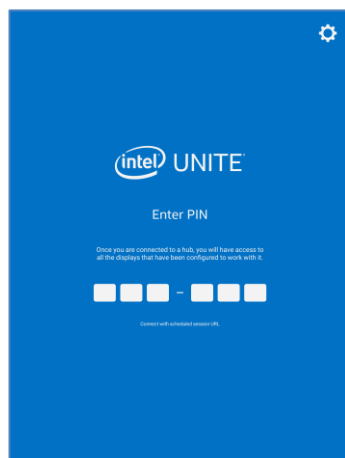 intel UNITE
Enter PIN
Once you are connected to a hub, you will have access to
all the displays that have been configured to work with it.
–
Connect with scheduled session URL